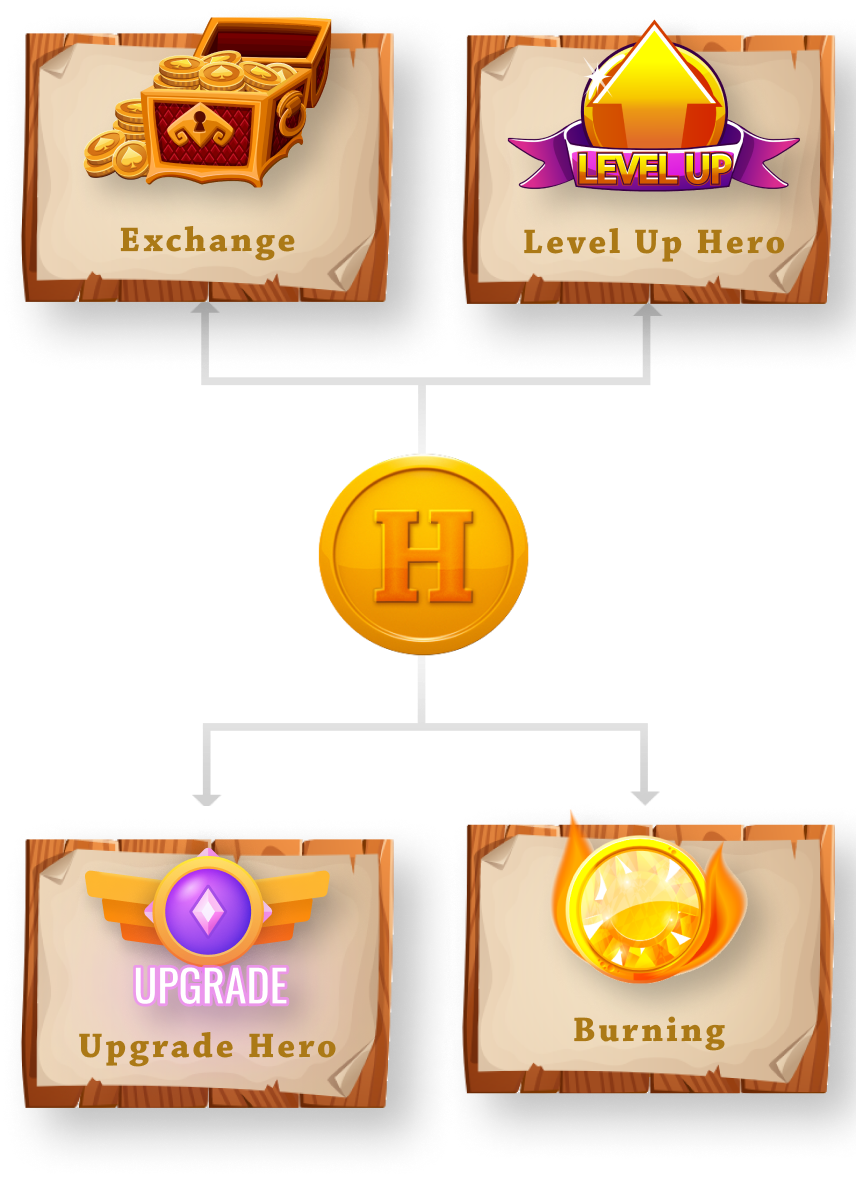 LEVEL UP
Exchange
Level Up Hero
H
UPGRADE
Upgrade Hero
Burning